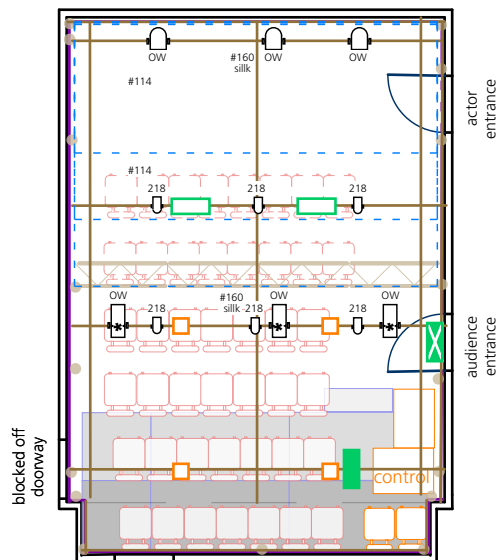 OW
OW
OW
#160
sillk
#114
actor
entrance
#114
218
218
218
OW
#160
sillk
OW
OW
218
218
218
audience
entrance
blocked off
doorway
control